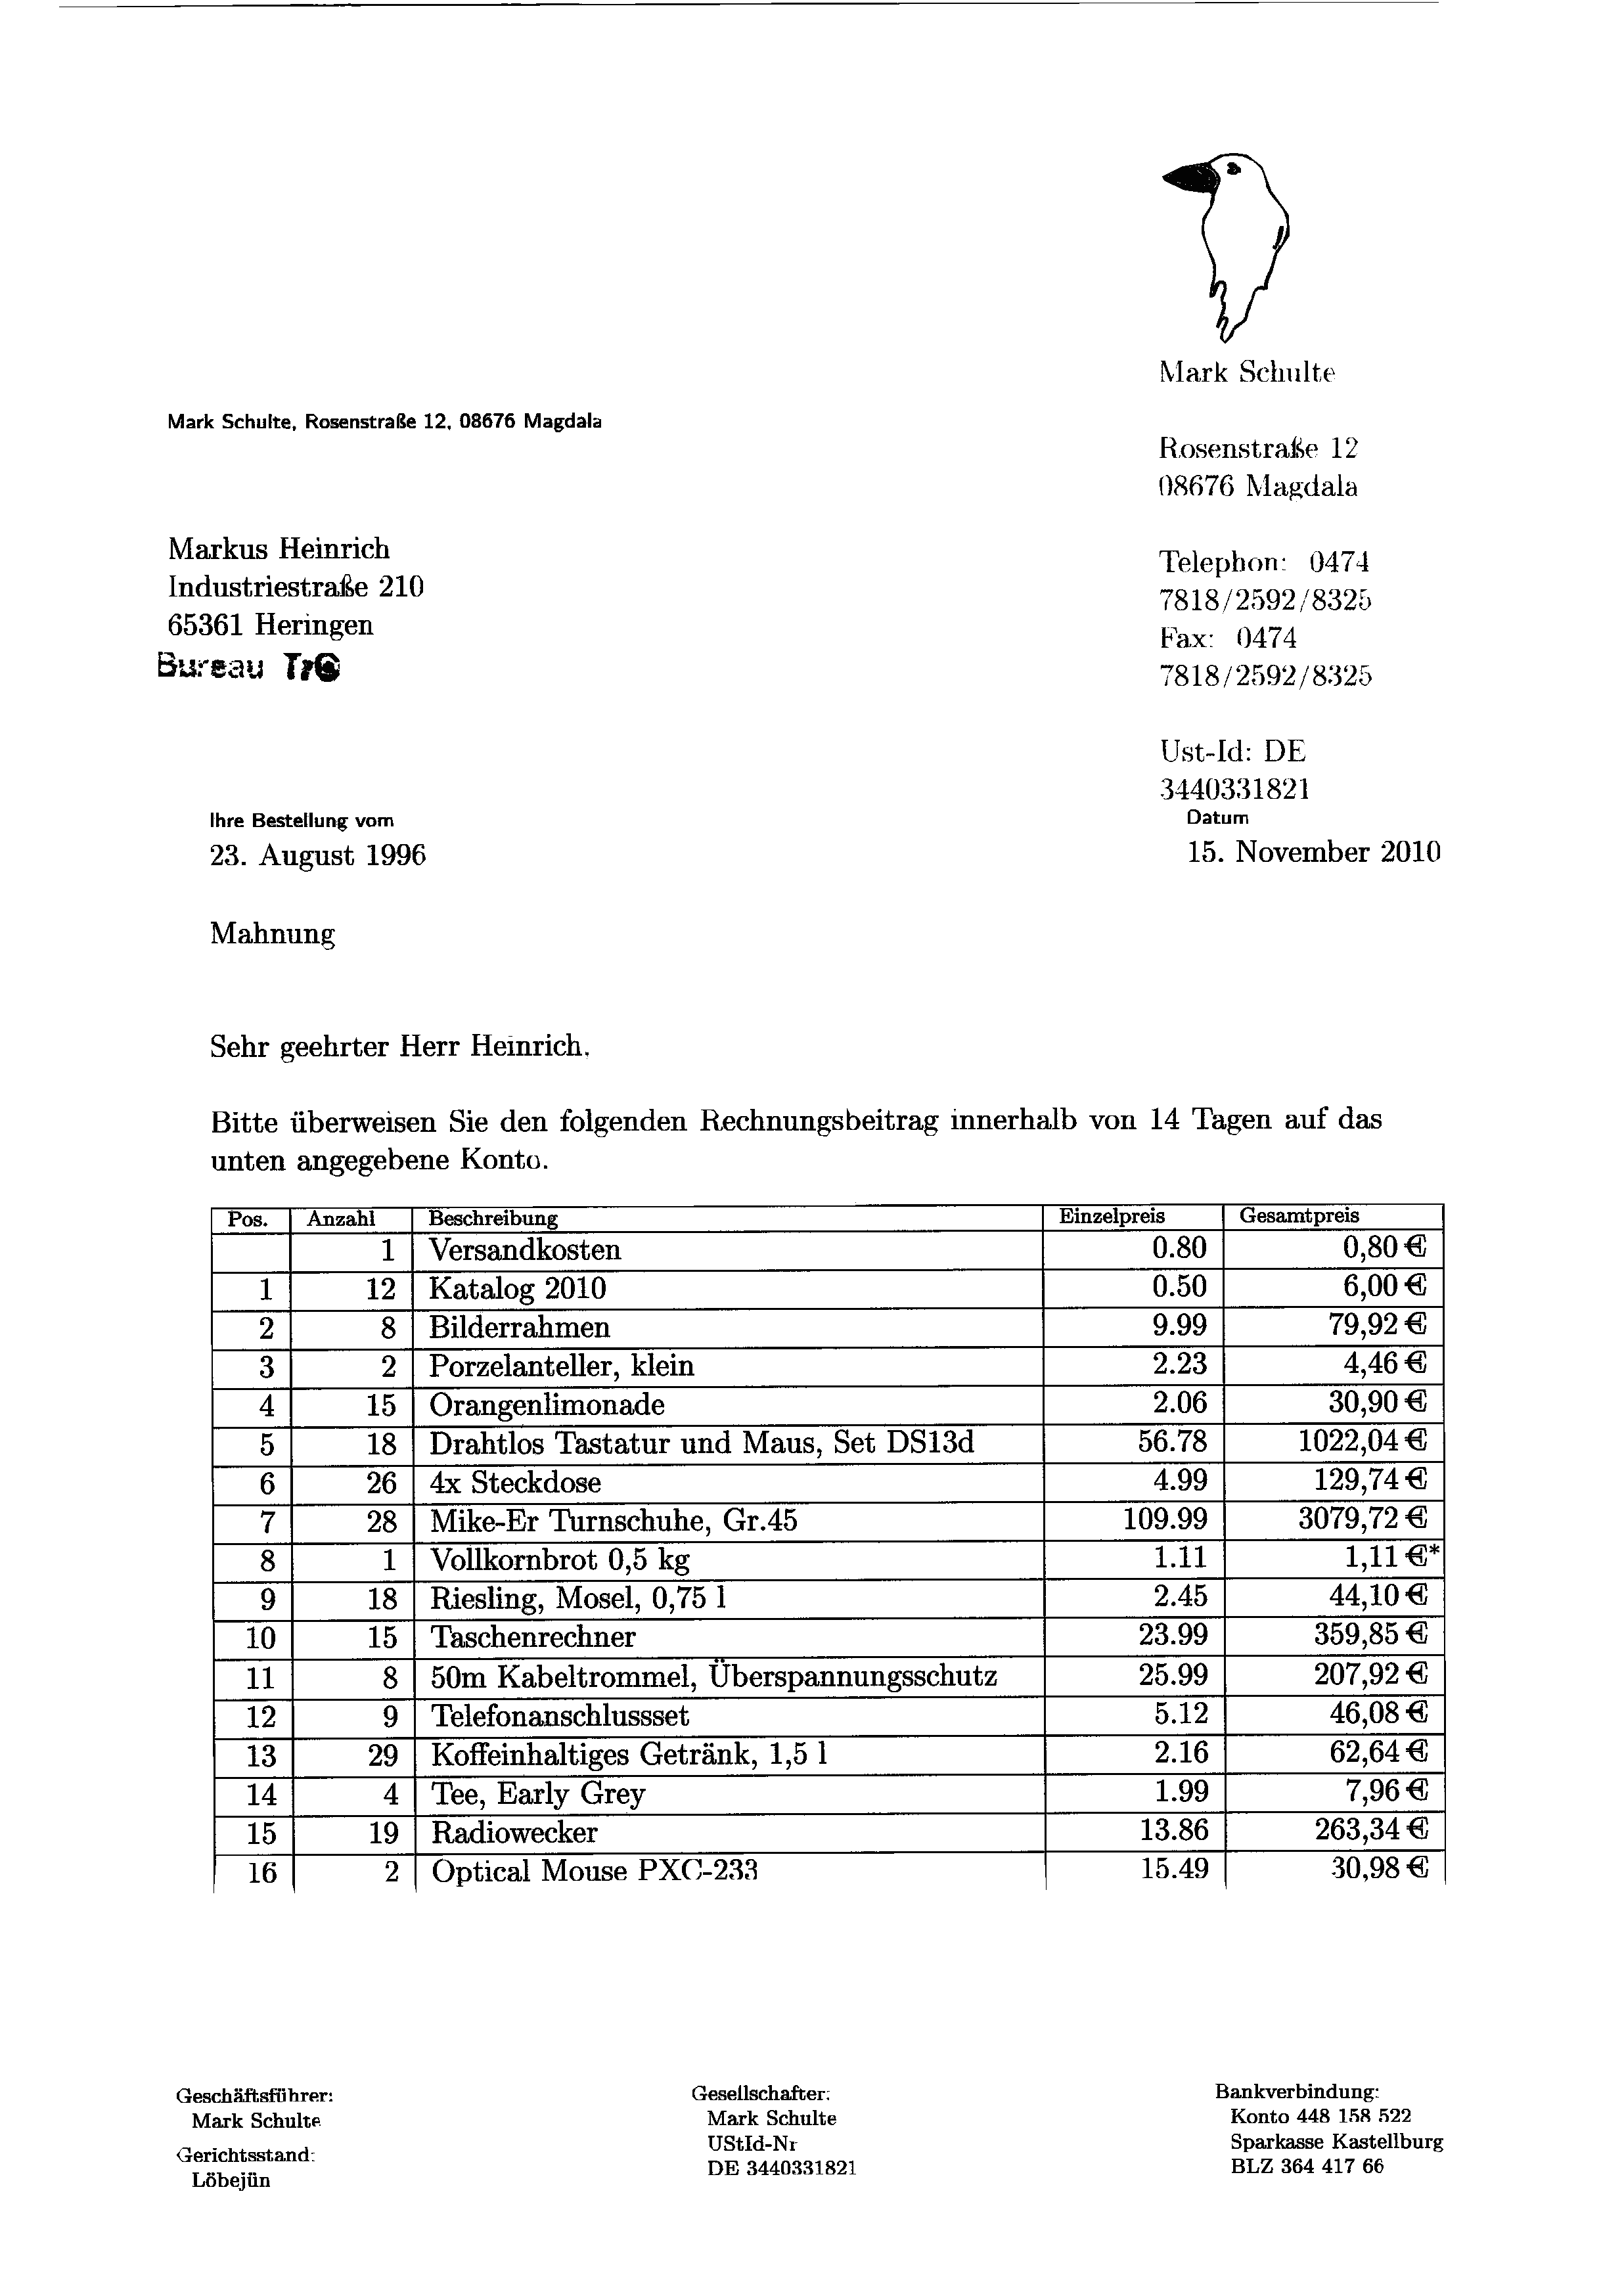 Mark Schulte
Mark Schulte, Rosenstraße 12, 08676 Magdala
Rosenstraße 12
08676 Magdala
Markus Heinrich
Industriestraße 210
65361 Heringen
Bureau
Telephon: 0474
7818/2592/8325
Fax: 0474
7818/2592/8325
Ust-Id: DE
3440331821
Ihre Bestellung vom
23. August 1996
Datum
15. November 2010
Mahnung
Sehr geehrter Herr Heinrich,
Bitte überweisen Sie den folgenden Rechnungsbeitrag innerhalb von 14 Tagen auf das
unten angegebene Konto.
Pos. Anzahl Beschreibung Einzelpreis Gesamtpreis
1 Versandkosten 0.80 0,80 €
1 12 Katalog 2010 0.50 6,00 €
2 8 Bilderrahmen 9.99 79,92 €
3 2 Porzelanteller, klein 2.23 4,46 €
4 15 Orangenlimonade 2.06 30,90 €
5 18 Drahtlos Tastatur und Maus, Set DS13d 56.78 1022,04 €
6 26 4x Steckdose 4.99 129,74 €
7 28 Mike-Er Turnschuhe, Gr.45 109.99 3079,72 €
8 1 Vollkornbrot 0,5 kg 1.11 1,11 €*
9 18 Riesling, Mosel, 0,75 l 2.45 44,10 €
10 15 Taschenrechner 23.99 359,85 €
11 8 50m Kabeltrommel, Überspannungsschutz 25.99 207,92 €
12 9 Telefonanschlussset 5.12 46,08 €
13 29 Koffeinhaltiges Getränk, 1,5 l 2.16 62,64 €
14 4 Tee, Early Grey 1.99 7,96 €
15 19 Radiowecker 13.86 263,34 €
16 2 Optical Mouse PXC-233 15.49 30,98 €
Geschäftsführer:
Mark Schulte
Gerichtsstand:
Löbejün
Gesellschafter:
Mark Schulte
UStId-Nr
DE 3440331821
Bankverbindung:
Konto 448 158 522
Sparkasse Kastellburg
BLZ 364 417 66